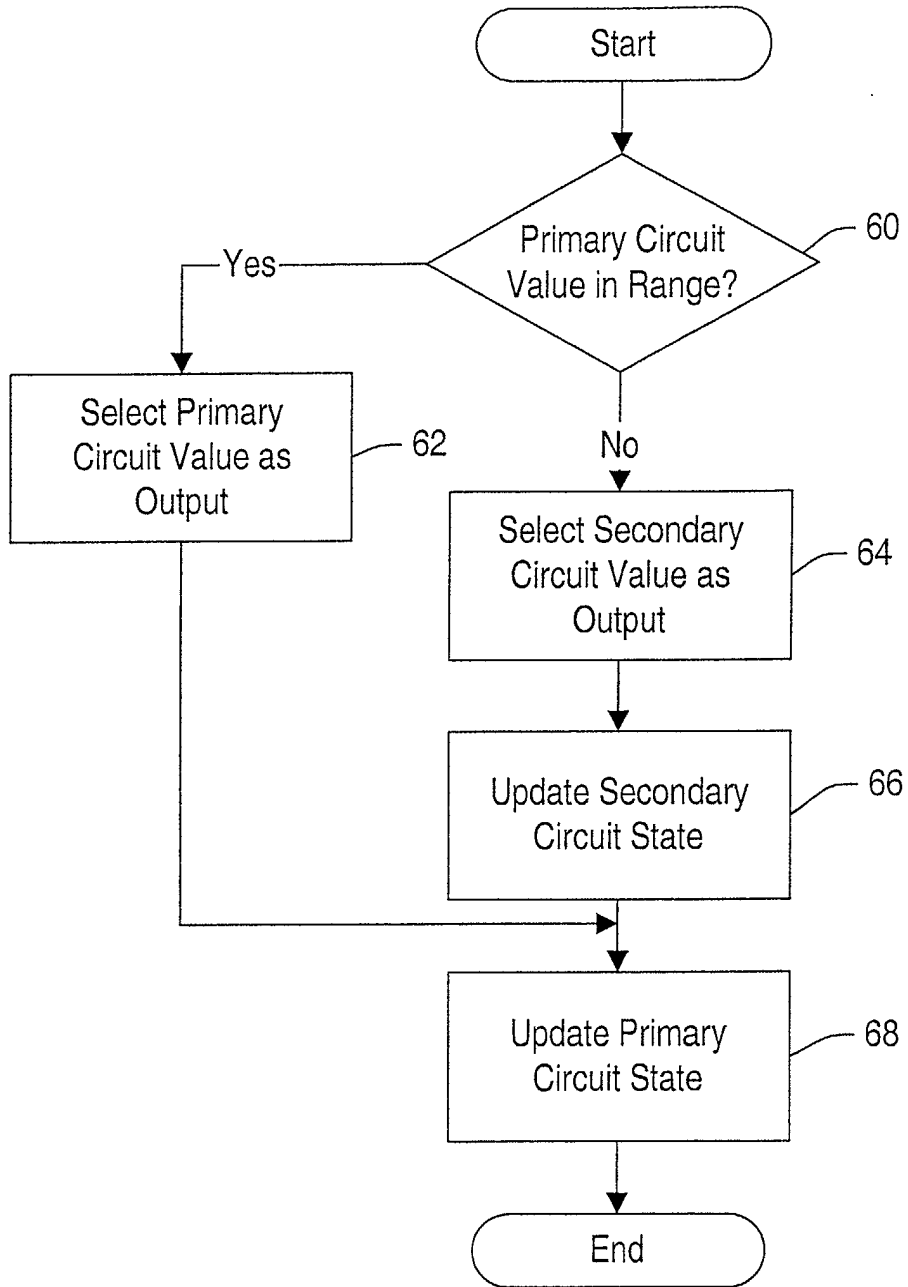 Start
Primary Circuit
Value in Range?
60
Yes
Select Primary
Circuit Value as
Output
62
No
Select Secondary
Circuit Value as
Output
64
Update Secondary
Circuit State
66
Update Primary
Circuit State
68
End